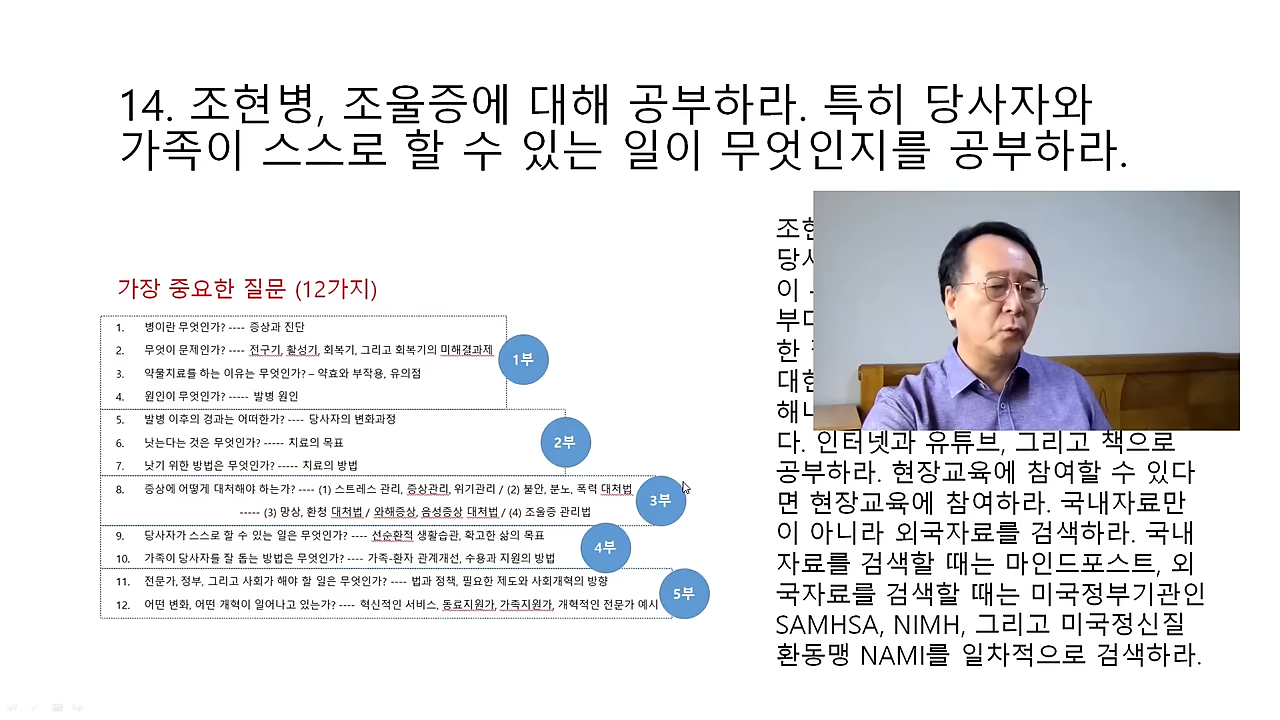 14. 조현병, 조울증에 대해 공부하라. 특히 당사자와
가족이 스스로 할 수 있는 일이 무엇인지를 공부하라.
가장 중요한 질문 (12가지)
1. 병이란 무엇인가? ---- 증상과 진단
2. 무엇이 문제인가? ---- 전구기, 활성기, 회복기, 그리고 회복기의 미해결과제
3. 약물치료를 하는 이유는 무엇인가? – 약효와 부작용, 유의점
4. 원인이 무엇인가? ----- 발병 원인
1부
5. 발병 이후의 경과는 어떠한가? ---- 당사자의 변화과정
6. 낫는다는 것은 무엇인가? ----- 치료의 목표
7. 낫기 위한 방법은 무엇인가? ----- 치료의 방법
2부
8. 증상에 어떻게 대처해야 하는가? ---- (1) 스트레스 관리, 증상관리, 위기관리 / (2) 불안, 분노, 폭력 대처법
----- (3) 망상, 환청 대처법 / 와해증상, 음성증상 대처법 / (4) 조울증 관리법
3부
9. 당사자가 스스로 할 수 있는 일은 무엇인가? ---- 선순환적 생활습관, 확고한 삶의 목표
10. 가족이 당사자를 잘 돕는 방법은 무엇인가? ---- 가족-환자 관계개선, 수용과 지원의 방법
4부
11. 전문가, 정부, 그리고 사회가 해야 할 일은 무엇인가? ---- 법과 정책, 필요한 제도와 사회개혁의 방향
12. 어떤 변화, 어떤 개혁이 일어나고 있는가? ---- 혁신적인 서비스, 동료지원가, 가족지원가, 개혁적인 전문가 예시
5부
이
한
다. 인터넷과 유튜브, 그리고 책으로
공부하라. 현장교육에 참여할 수 있다
면 현장교육에 참여하라. 국내자료만
이 아니라 외국자료를 검색하라. 국내
자료를 검색할 때는 마인드포스트, 외
국자료를 검색할 때는 미국정부기관인
SAMHSA, NIMH, 그리고 미국정신질
환동맹 NAMI를 일차적으로 검색하라.